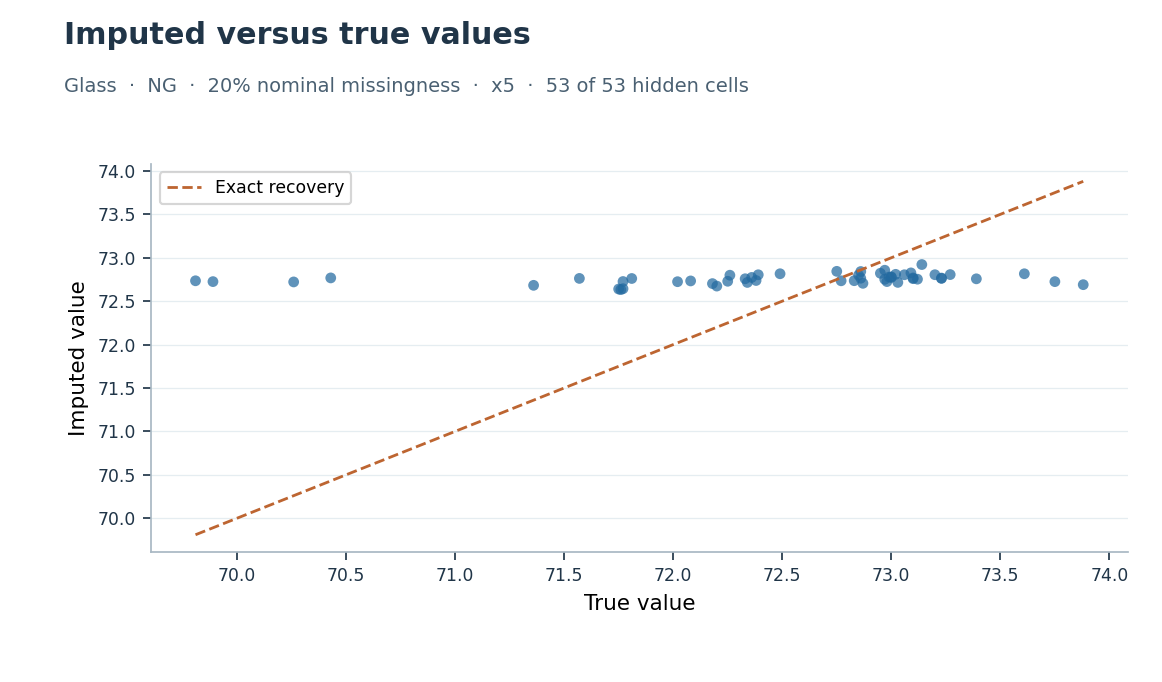 Imputed versus true values
Glass · NG · 20% nominal missingness · x5 · 53 of 53 hidden cells
Exact recovery
74.0
73.5
73.0
72.5
72.0
71.5
71.0
70.5
70.0
Imputed value
70.0 70.5 71.0 71.5 72.0 72.5 73.0 73.5 74.0
True value